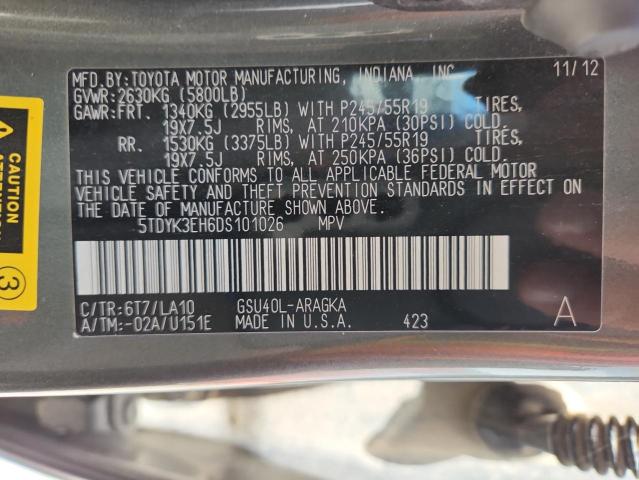 MFD.BY:TOYOTA MOTOR MANUFACTURING, INDIANA, INC. 11/12
GVWR:2630KG (5800LB)
GAWR:FRT. 1340KG (2955LB) WITH P245/55R19 TIRES,
19X7.5J RIMS, AT 210KPA (30PSI) COLD.
RR. 1530KG (3375LB) WITH P245/55R19 TIRES,
19X7.5J RIMS, AT 250KPA (36PSI) COLD.
THIS VEHICLE CONFORMS TO ALL APPLICABLE FEDERAL MOTOR
VEHICLE SAFETY AND THEFT PREVENTION STANDARDS IN EFFECT ON
THE DATE OF MANUFACTURE SHOWN ABOVE.
5TDYK3EH6DS101026 MPV
C/TR:6T7/LA10 GSU40L-ARAGKA
A/TM:-02A/U151E MADE IN U.S.A. 423 A
3